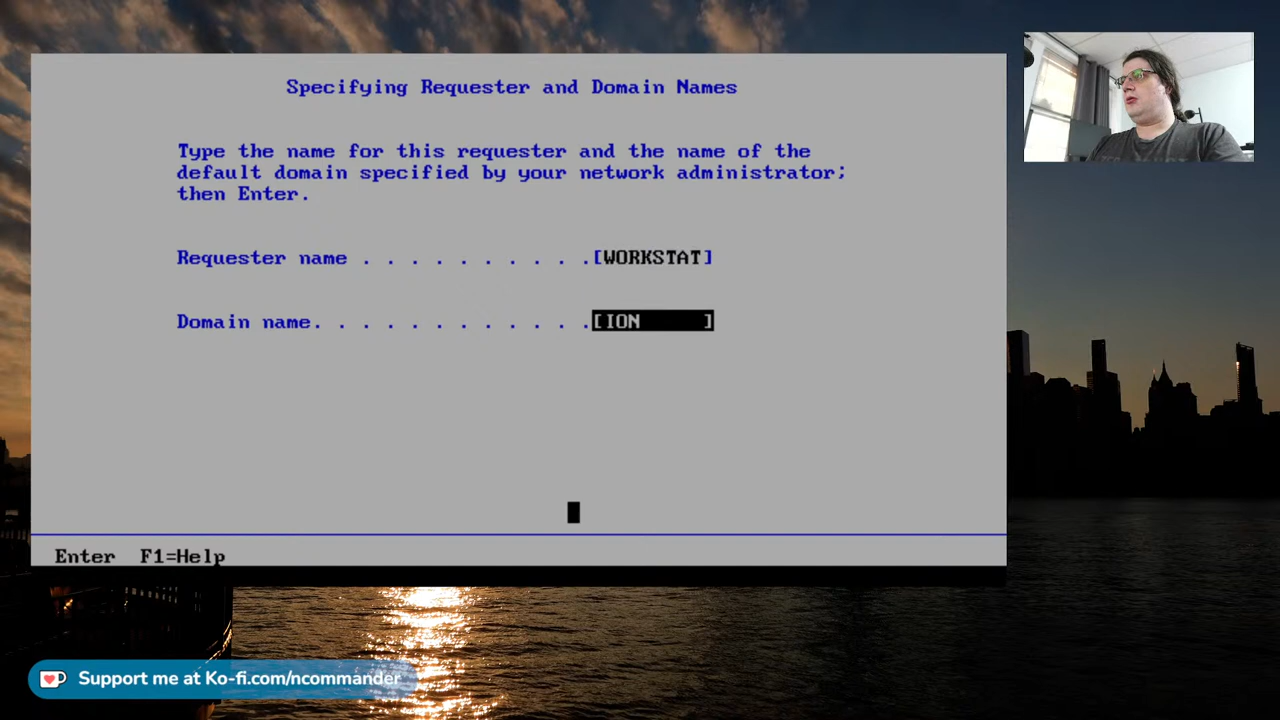 Specifying Requester and Domain Names
Type the name for this requester and the name of the
default domain specified by your network administrator;
then Enter.
Requester name . . . . . . . . . .[WORKSTAT]
Domain name. . . . . . . . . . . .[ION     ]
Enter  F1=Help
Support me at Ko-fi.com/ncommander